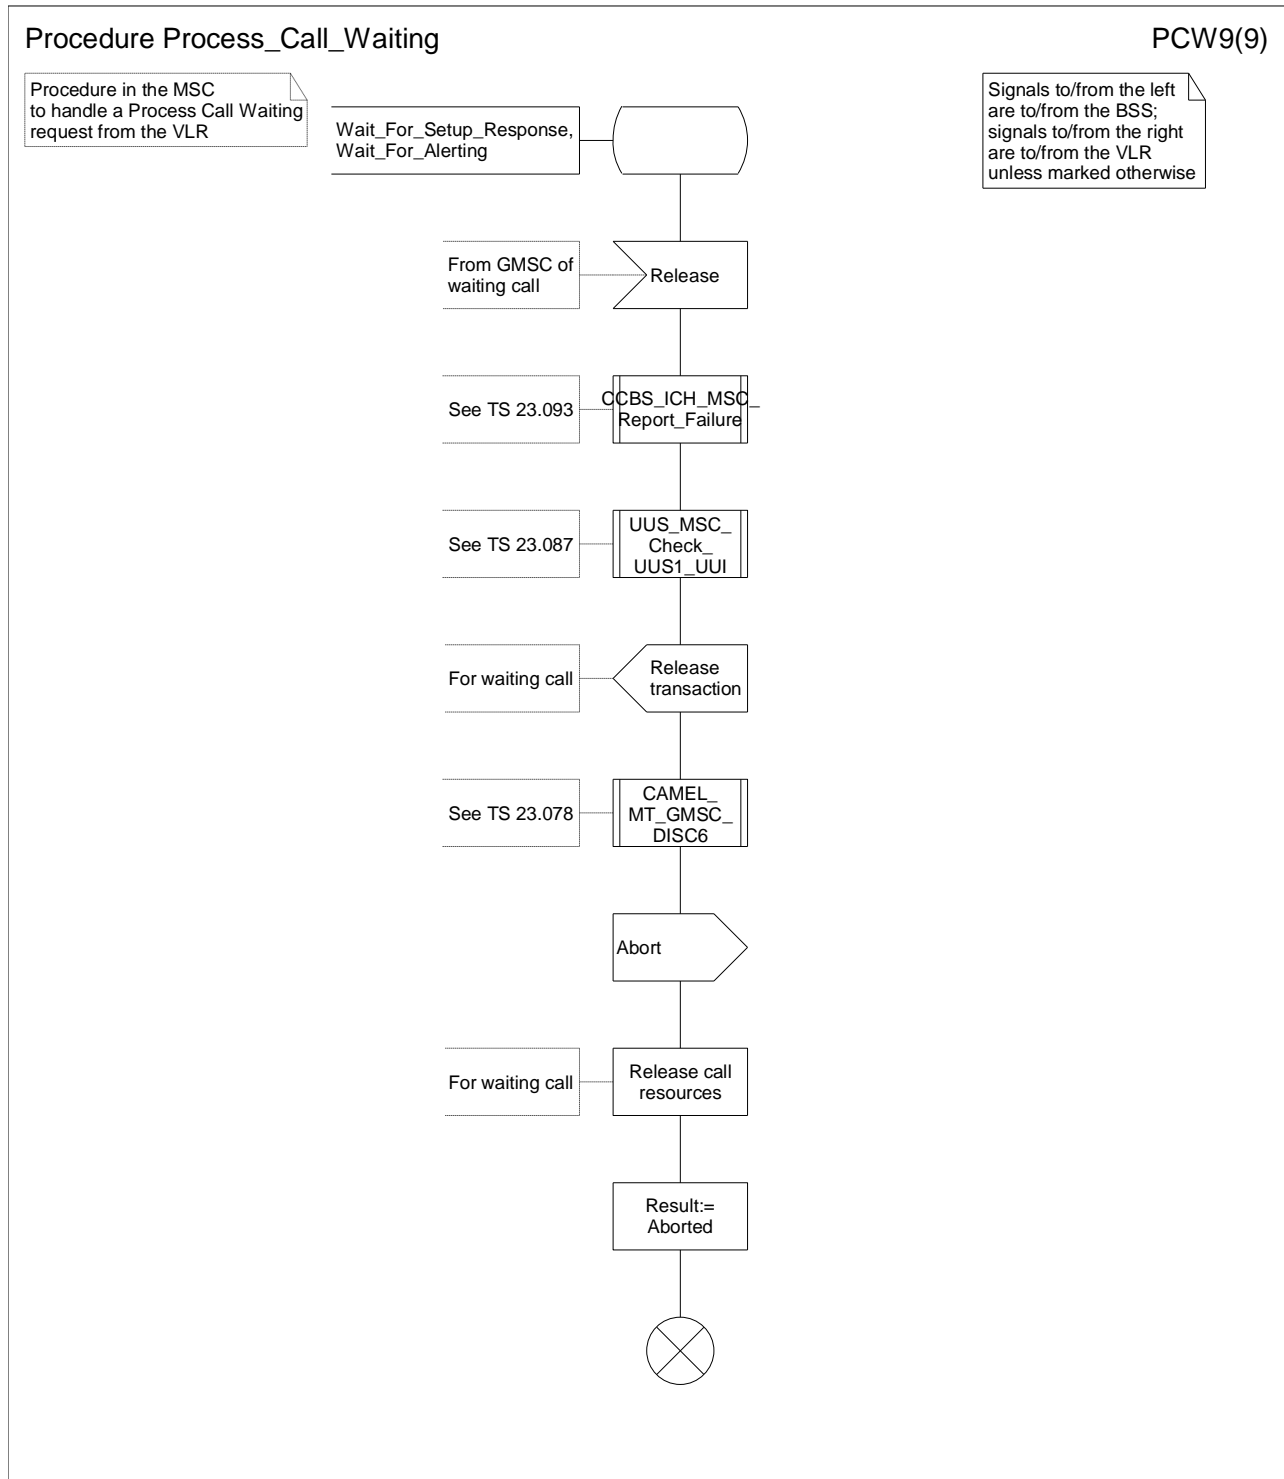 Procedure Process_Call_Waiting
PCW9(9)
Procedure in the MSC
to handle a Process Call Waiting
request from the VLR
Signals to/from the left
are to/from the BSS;
signals to/from the right
are to/from the VLR
unless marked otherwise
Wait_For_Setup_Response,
Wait_For_Alerting
From GMSC of
waiting call
Release
See TS 23.093
CCBS_ICH_MSC_
Report_Failure
See TS 23.087
UUS_MSC_
Check_
UUS1_UUI
For waiting call
Release
transaction
See TS 23.078
CAMEL_
MT_GMSC_
DISC6
Abort
For waiting call
Release call
resources
Result:=
Aborted